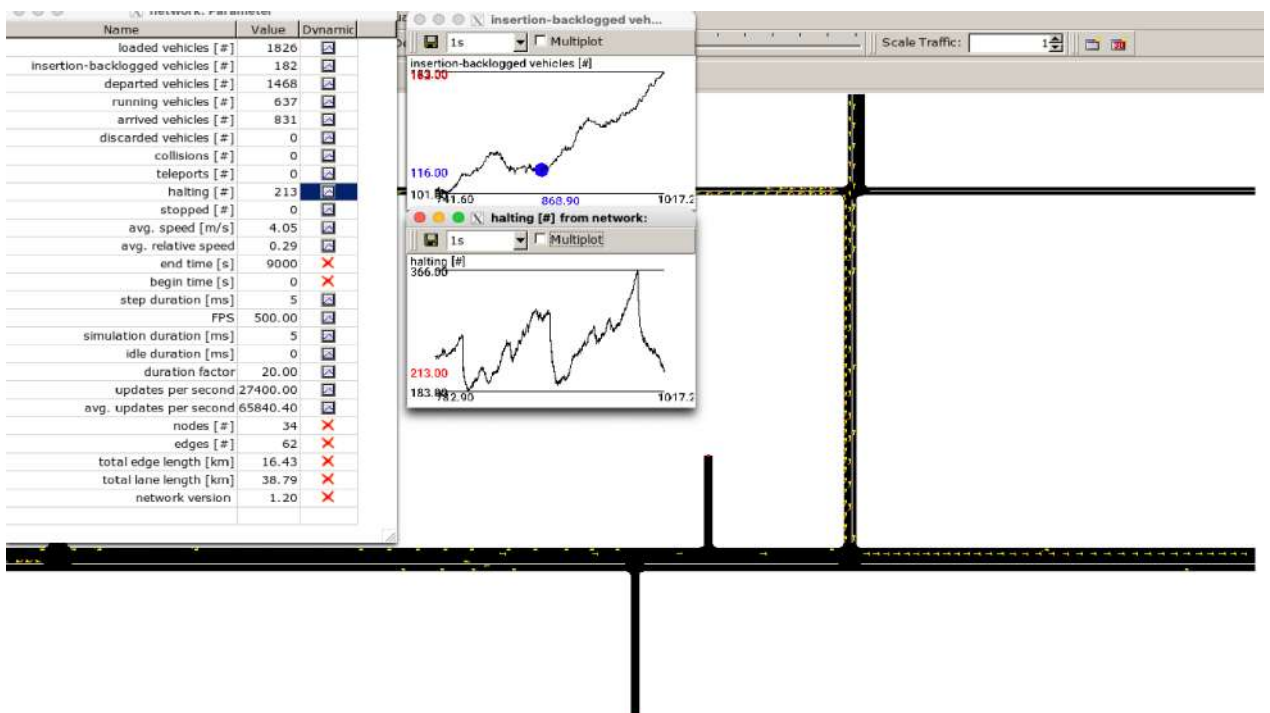 network: Parameter
Name Value Dynamic
loaded vehicles [#] 1826
insertion-backlogged vehicles [#] 182
departed vehicles [#] 1468
running vehicles [#] 637
arrived vehicles [#] 831
discarded vehicles [#] 0
collisions [#] 0
teleports [#] 0
halting [#] 213
stopped [#] 0
avg. speed [m/s] 4.05
avg. relative speed 0.29
end time [s] 9000
begin time [s] 0
step duration [ms] 5
FPS 500.00
simulation duration [ms] 5
idle duration [ms] 0
duration factor 20.00
updates per second 27400.00
avg. updates per second 65840.40
nodes [#] 34
edges [#] 62
total edge length [km] 16.43
total lane length [km] 38.79
network version 1.20
insertion-backlogged veh...
1s Multiplot
insertion-backlogged vehicles [#]
116.00
868.90 1017.2
halting [#] from network:
1s Multiplot
halting [#]
366.00
213.00
782.90 1017.2
Scale Traffic: 1